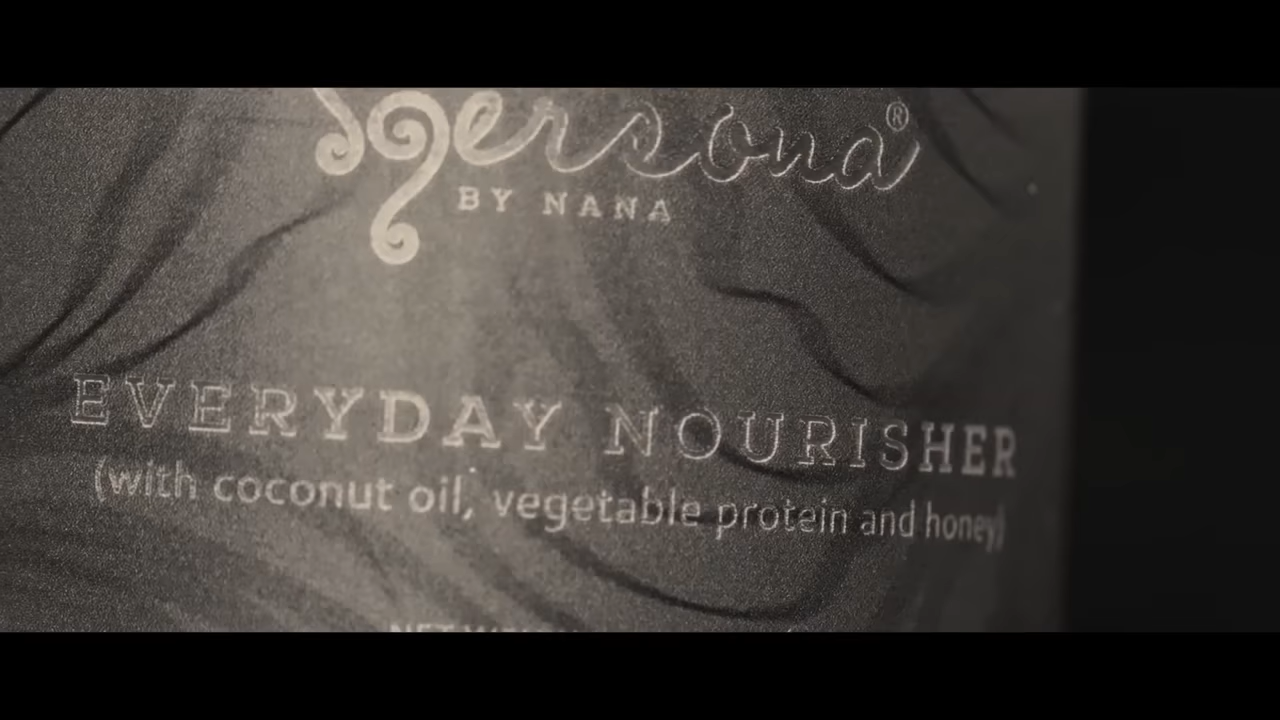 Persona®
BY NANA
EVERYDAY NOURISHER
(with coconut oil, vegetable protein and honey)